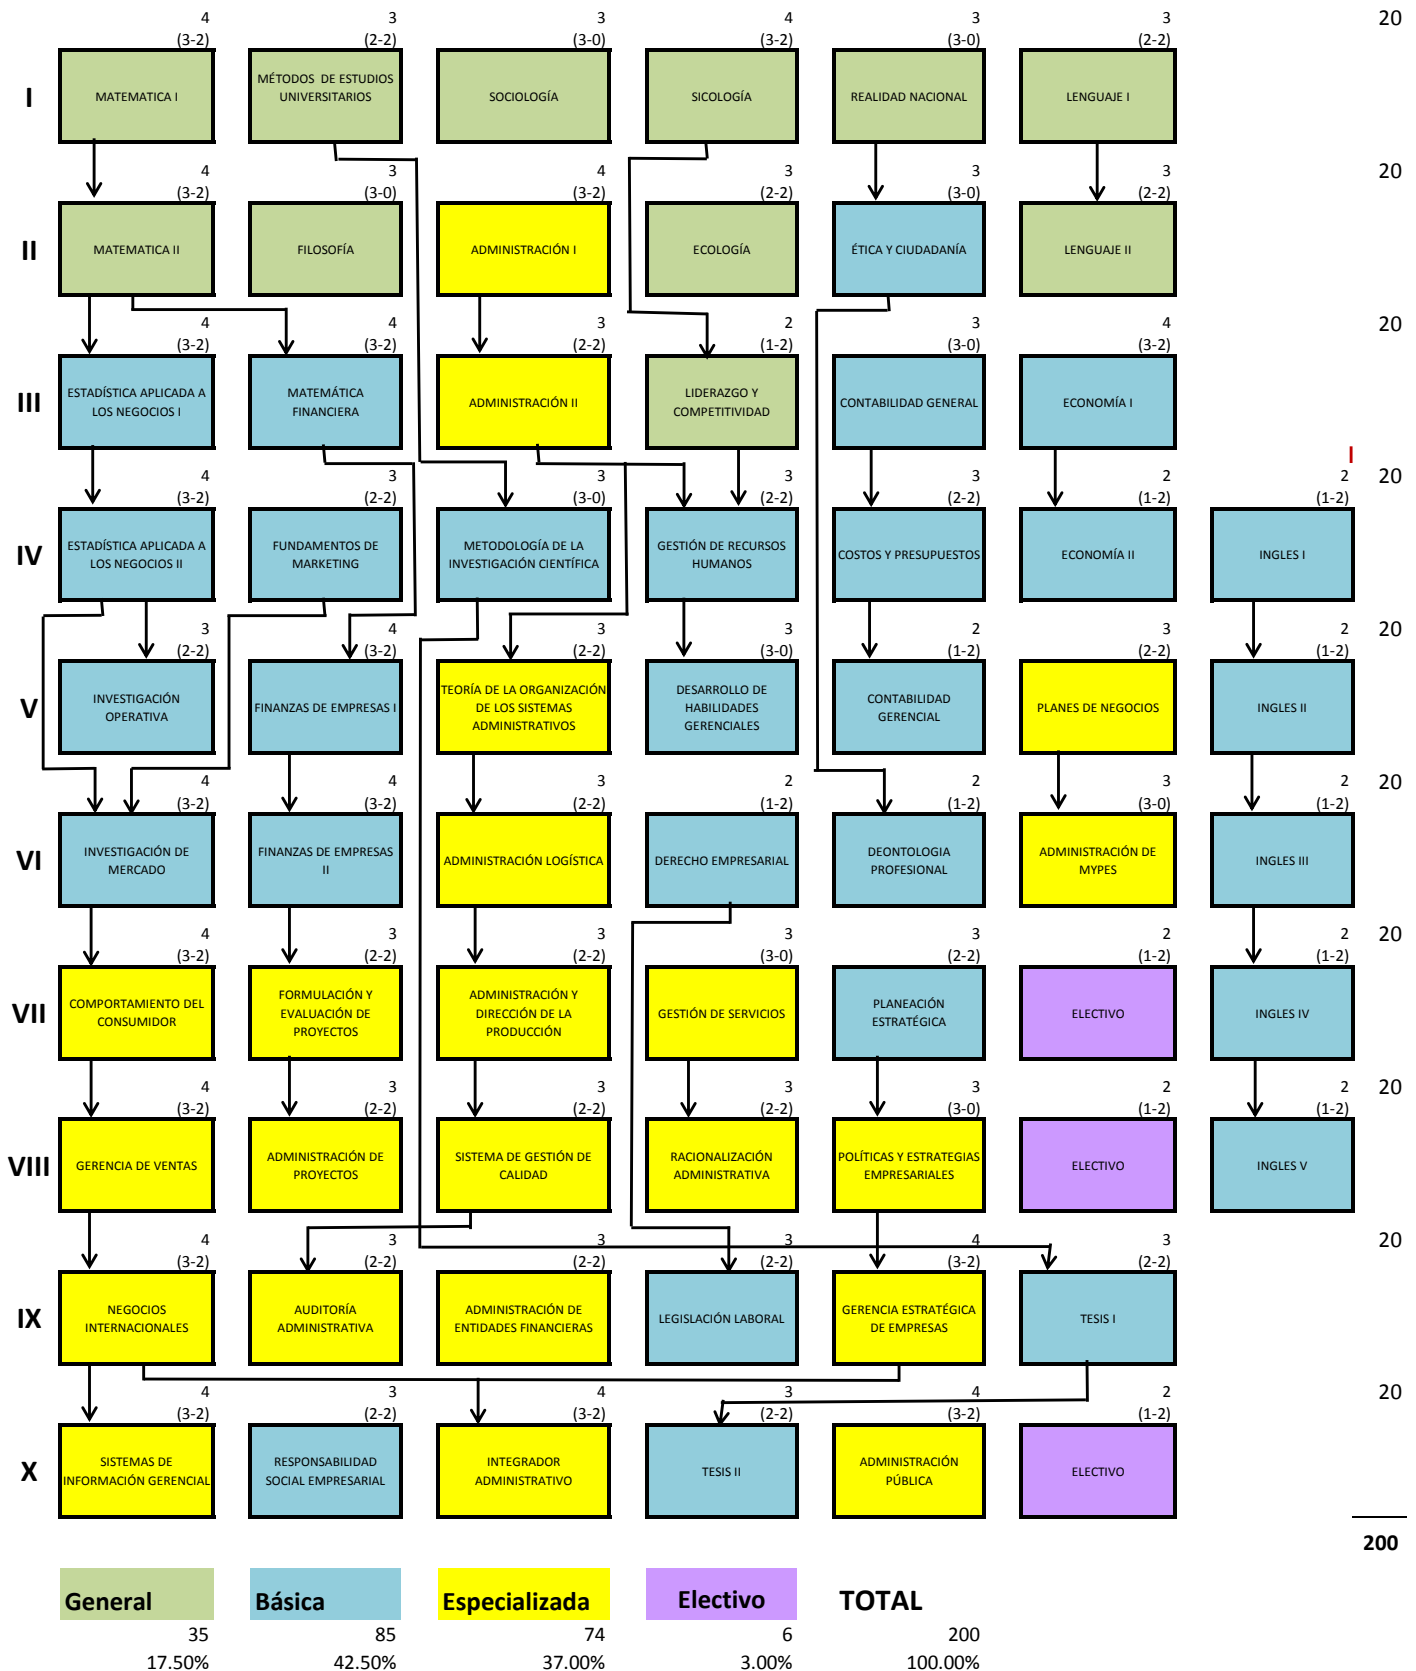 4 3 3 4 3 3 20
(3-2) (2-2) (3-0) (3-2) (3-0) (2-2)
I
MATEMATICA I
MÉTODOS DE ESTUDIOS
UNIVERSITARIOS
SOCIOLOGÍA
SICOLOGÍA
REALIDAD NACIONAL
LENGUAJE I
4 3 4 3 3 3 20
(3-2) (3-0) (3-2) (2-2) (3-0) (2-2)
II
MATEMATICA II
FILOSOFÍA
ADMINISTRACIÓN I
ECOLOGÍA
ÉTICA Y CIUDADANÍA
LENGUAJE II
4 4 3 2 3 4 20
(3-2) (3-2) (2-2) (1-2) (3-0) (3-2)
III
ESTADÍSTICA APLICADA A
LOS NEGOCIOS I
MATEMÁTICA
FINANCIERA
ADMINISTRACIÓN II
LIDERAZGO Y
COMPETITIVIDAD
CONTABILIDAD GENERAL
ECONOMÍA I
I
4 3 3 3 3 2 2 20
(3-2) (2-2) (3-0) (2-2) (2-2) (1-2) (1-2)
IV
ESTADÍSTICA APLICADA A
LOS NEGOCIOS II
FUNDAMENTOS DE
MARKETING
METODOLOGÍA DE LA
INVESTIGACIÓN CIENTÍFICA
GESTIÓN DE RECURSOS
HUMANOS
COSTOS Y PRESUPUESTOS
ECONOMÍA II
INGLES I
3 4 3 3 2 3 2 20
(2-2) (3-2) (2-2) (3-0) (1-2) (2-2) (1-2)
V
INVESTIGACIÓN
OPERATIVA
FINANZAS DE EMPRESAS I
TEORÍA DE LA ORGANIZACIÓN
DE LOS SISTEMAS
ADMINISTRATIVOS
DESARROLLO DE
HABILIDADES
GERENCIALES
CONTABILIDAD
GERENCIAL
PLANES DE NEGOCIOS
INGLES II
4 4 3 2 2 3 2 20
(3-2) (3-2) (2-2) (1-2) (1-2) (3-0) (1-2)
VI
INVESTIGACIÓN DE
MERCADO
FINANZAS DE EMPRESAS
II
ADMINISTRACIÓN LOGÍSTICA
DERECHO EMPRESARIAL
DEONTOLOGIA
PROFESIONAL
ADMINISTRACIÓN DE
MYPES
INGLES III
4 3 3 3 3 2 2 20
(3-2) (2-2) (2-2) (3-0) (2-2) (1-2) (1-2)
VII
COMPORTAMIENTO DEL
CONSUMIDOR
FORMULACIÓN Y
EVALUACIÓN DE
PROYECTOS
ADMINISTRACIÓN Y
DIRECCIÓN DE LA
PRODUCCIÓN
GESTIÓN DE SERVICIOS
PLANEACIÓN
ESTRATÉGICA
ELECTIVO
INGLES IV
4 3 3 3 3 2 2 20
(3-2) (2-2) (2-2) (2-2) (3-0) (1-2) (1-2)
VIII
GERENCIA DE VENTAS
ADMINISTRACIÓN DE
PROYECTOS
SISTEMA DE GESTIÓN DE
CALIDAD
RACIONALIZACIÓN
ADMINISTRATIVA
POLÍTICAS Y ESTRATEGIAS
EMPRESARIALES
ELECTIVO
INGLES V
4 3 3 3 4 3 20
(3-2) (2-2) (2-2) (2-2) (3-2) (2-2)
IX
NEGOCIOS
INTERNACIONALES
AUDITORÍA
ADMINISTRATIVA
ADMINISTRACIÓN DE
ENTIDADES FINANCIERAS
LEGISLACIÓN LABORAL
GERENCIA ESTRATÉGICA
DE EMPRESAS
TESIS I
4 3 4 3 4 2 20
(3-2) (2-2) (3-2) (2-2) (3-2) (1-2)
X
SISTEMAS DE
INFORMACIÓN GERENCIAL
RESPONSABILIDAD
SOCIAL EMPRESARIAL
INTEGRADOR
ADMINISTRATIVO
TESIS II
ADMINISTRACIÓN
PÚBLICA
ELECTIVO
200
General Básica Especializada Electivo TOTAL
35 85 74 6 200
17.50% 42.50% 37.00% 3.00% 100.00%